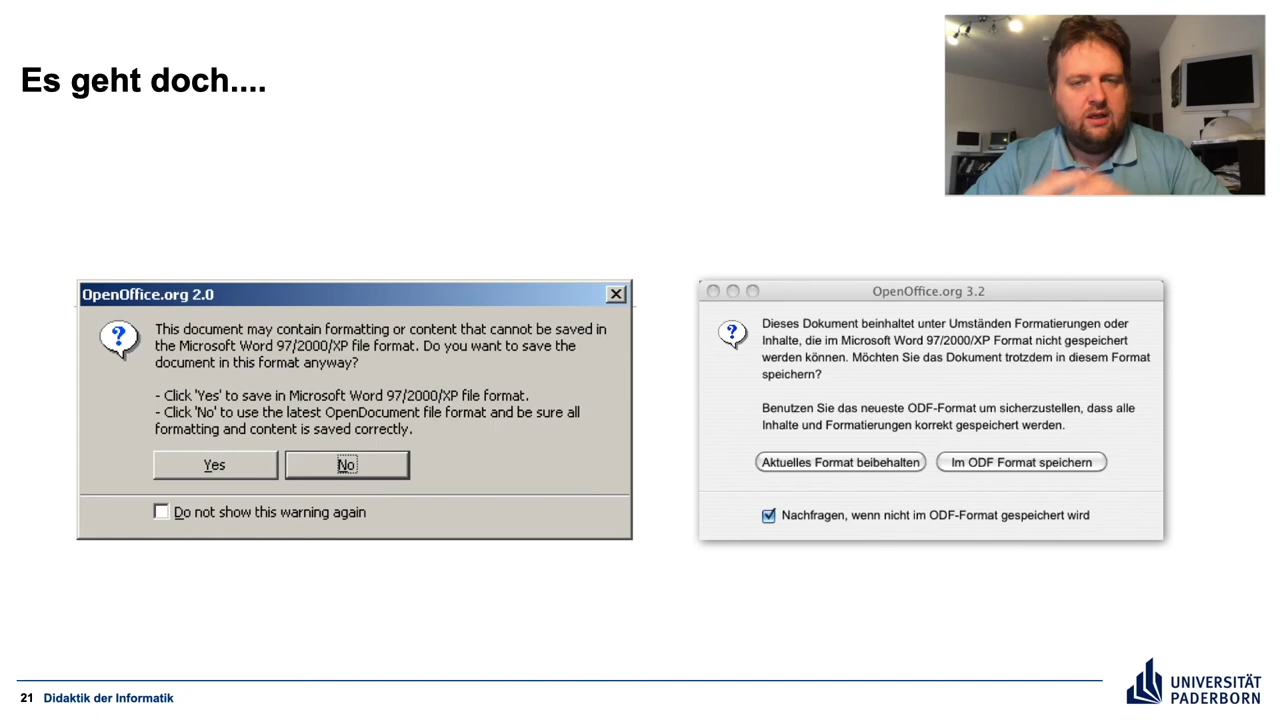 Es geht doch....
OpenOffice.org 2.0
This document may contain formatting or content that cannot be saved in
the Microsoft Word 97/2000/XP file format. Do you want to save the
document in this format anyway?
- Click 'Yes' to save in Microsoft Word 97/2000/XP file format.
- Click 'No' to use the latest OpenDocument file format and be sure all
formatting and content is saved correctly.
Yes No
Do not show this warning again
OpenOffice.org 3.2
Dieses Dokument beinhaltet unter Umständen Formatierungen oder
Inhalte, die im Microsoft Word 97/2000/XP Format nicht gespeichert
werden können. Möchten Sie das Dokument trotzdem in diesem Format
speichern?
Benutzen Sie das neueste ODF-Format um sicherzustellen, dass alle
Inhalte und Formatierungen korrekt gespeichert werden.
Aktuelles Format beibehalten Im ODF Format speichern
Nachfragen, wenn nicht im ODF-Format gespeichert wird
21 Didaktik der Informatik
UNIVERSITÄT
PADERBORN